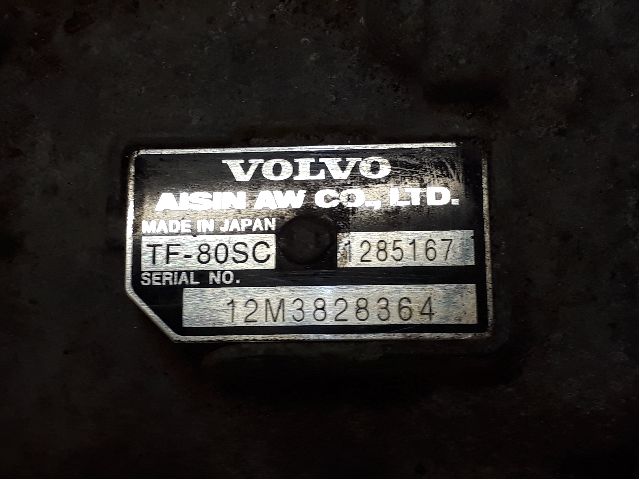 VOLVO
AISIN AW CO., LTD.
MADE IN JAPAN
TF-80SC 1285167
SERIAL NO.
12M3828364